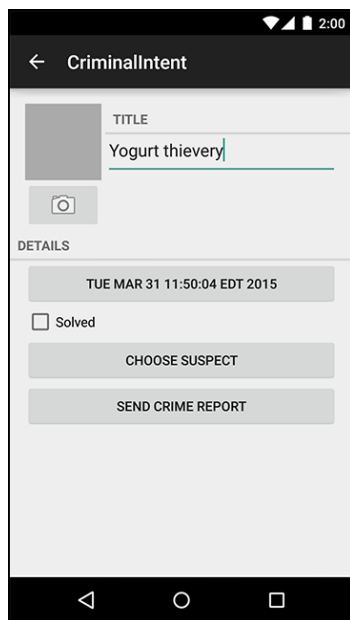 2:00
CriminalIntent
TITLE
Yogurt thievery
DETAILS
TUE MAR 31 11:50:04 EDT 2015
Solved
CHOOSE SUSPECT
SEND CRIME REPORT